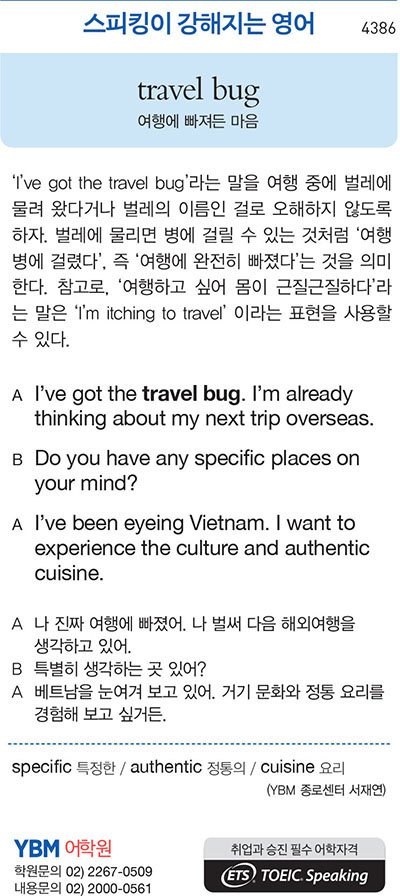 스피킹이 강해지는 영어 4386
travel bug
여행에 빠져든 마음
‘I’ve got the travel bug’라는 말을 여행 중에 벌레에
물려 왔다거나 벌레의 이름인 걸로 오해하지 않도록
하자. 벌레에 물리면 병에 걸릴 수 있는 것처럼 ‘여행
병에 걸렸다’, 즉 ‘여행에 완전히 빠졌다’는 것을 의미
한다. 참고로, ‘여행하고 싶어 몸이 근질근질하다’라
는 말은 ‘I’m itching to travel’ 이라는 표현을 사용할
수 있다.
A I’ve got the travel bug. I’m already
thinking about my next trip overseas.
B Do you have any specific places on
your mind?
A I’ve been eyeing Vietnam. I want to
experience the culture and authentic
cuisine.
A 나 진짜 여행에 빠졌어. 나 벌써 다음 해외여행을
생각하고 있어.
B 특별히 생각하는 곳 있어?
A 베트남을 눈여겨 보고 있어. 거기 문화와 정통 요리를
경험해 보고 싶거든.
specific 특정한 / authentic 정통의 / cuisine 요리
(YBM 종로센터 서재연)
YBM 어학원
학원문의 02) 2267-0509
내용문의 02) 2000-0561
취업과 승진 필수 어학자격
ETS TOEIC. Speaking